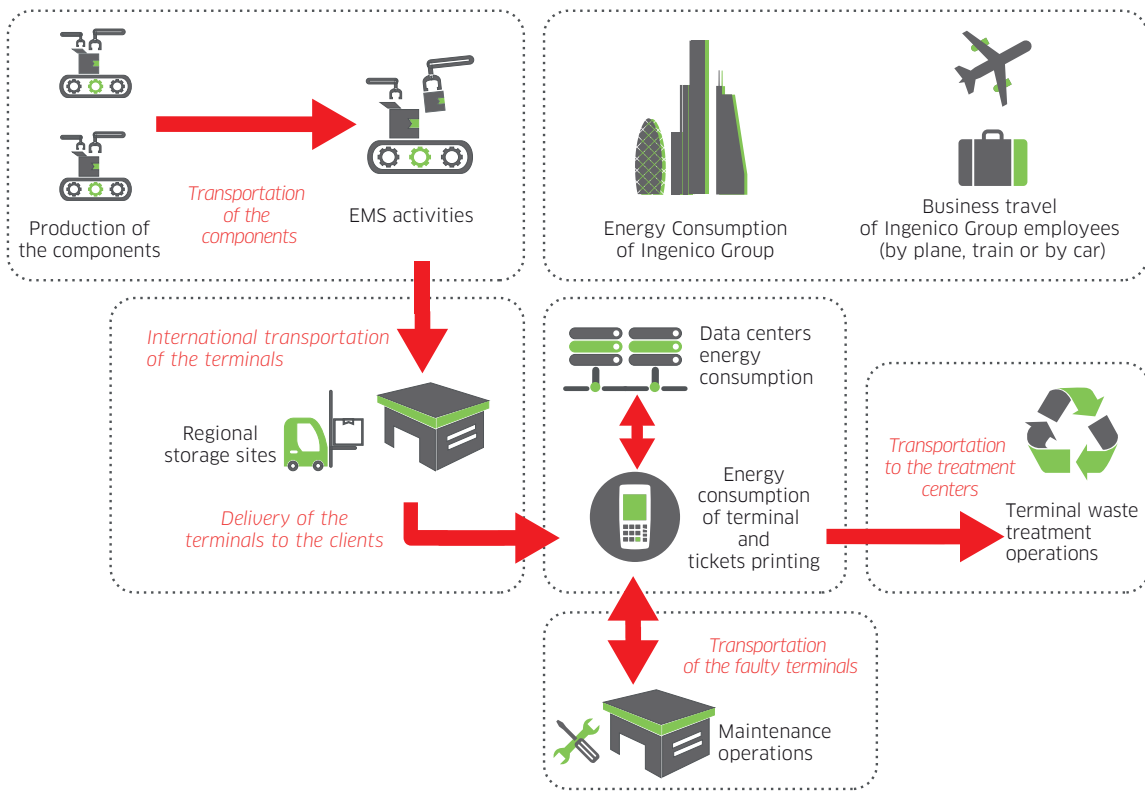 Production of
the components
Transportation
of the
components
EMS activities
Energy Consumption
of Ingenico Group
Business travel
of Ingenico Group employees
(by plane, train or by car)
International transportation
of the terminals
Regional
storage sites
Delivery of the
terminals to the clients
Data centers
energy
consumption
Energy
consumption
of terminal
and
tickets printing
Transportation
to the treatment
centers
Terminal waste
treatment
operations
Transportation
of the faulty terminals
Maintenance
operations